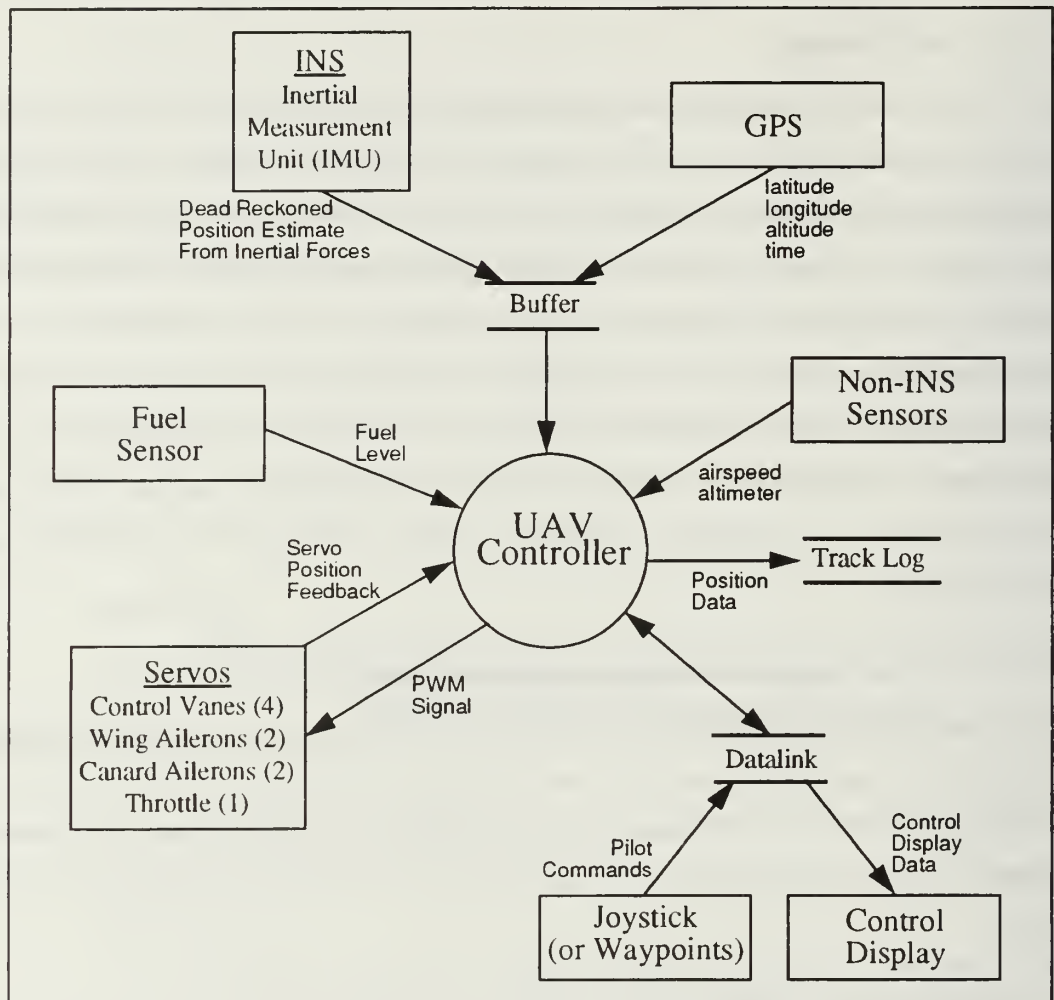 INS
Inertial
Measurement
Unit (IMU)
GPS
Dead Reckoned
Position Estimate
From Inertial Forces
latitude
longitude
altitude
time
Buffer
Fuel
Sensor
Fuel
Level
Non-INS
Sensors
airspeed
altimeter
UAV
Controller
Servo
Position
Feedback
Position
Data
Track Log
Servos
Control Vanes (4)
Wing Ailerons (2)
Canard Ailerons (2)
Throttle (1)
PWM
Signal
Datalink
Pilot
Commands
Control
Display
Data
Joystick
(or Waypoints)
Control
Display